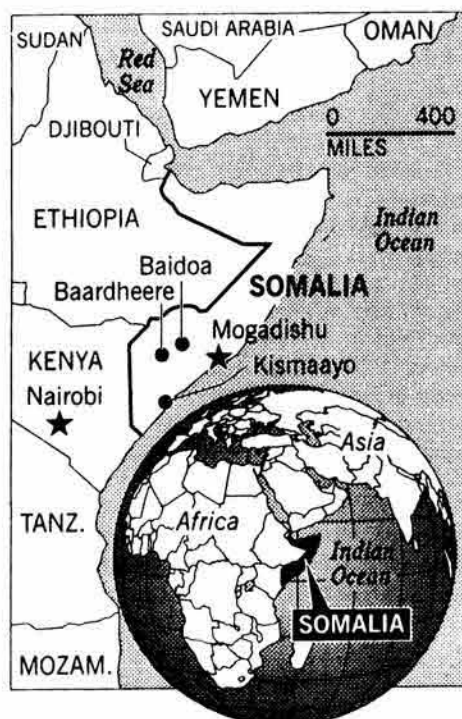 SUDAN
SAUDI ARABIA
OMAN
Red
Sea
YEMEN
DJIBOUTI
0 400
MILES
ETHIOPIA
Indian
Ocean
Baidoa
Baardheere
SOMALIA
Mogadishu
KENYA
Kismaayo
Nairobi
Asia
TANZ.
Africa
Indian
Ocean
SOMALIA
MOZAM.